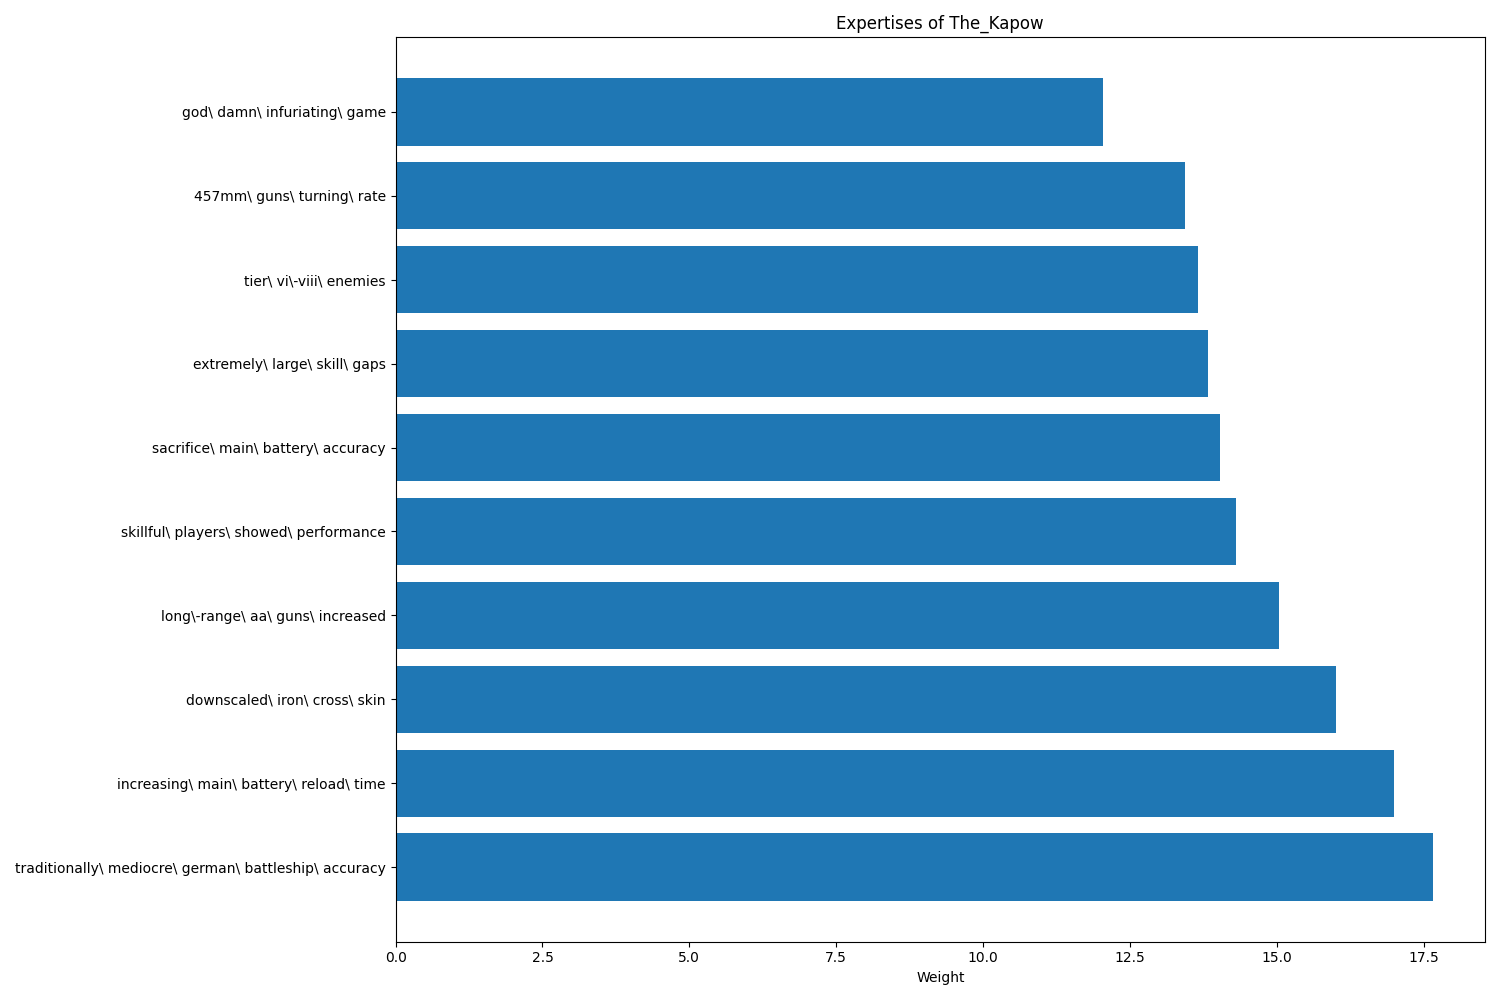 Expertises of The_Kapow
god\ damn\ infuriating\ game
457mm\ guns\ turning\ rate
tier\ vi\-viii\ enemies
extremely\ large\ skill\ gaps
sacrifice\ main\ battery\ accuracy
skillful\ players\ showed\ performance
long\-range\ aa\ guns\ increased
downscaled\ iron\ cross\ skin
increasing\ main\ battery\ reload\ time
traditionally\ mediocre\ german\ battleship\ accuracy
0.0 2.5 5.0 7.5 10.0 12.5 15.0 17.5
Weight